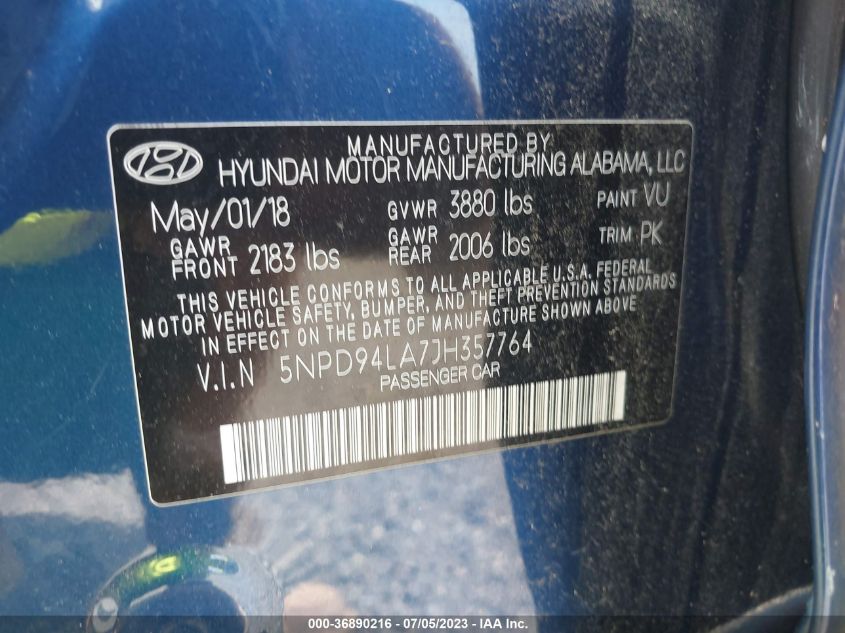 MANUFACTURED BY
HYUNDAI MOTOR MANUFACTURING ALABAMA, LLC
May/01/18 GVWR 3880 lbs PAINT VU
GAWR FRONT 2183 lbs GAWR REAR 2006 lbs TRIM PK
THIS VEHICLE CONFORMS TO ALL APPLICABLE U.S.A. FEDERAL
MOTOR VEHICLE SAFETY, BUMPER, AND THEFT PREVENTION STANDARDS
IN EFFECT ON THE DATE OF MANUFACTURE SHOWN ABOVE
V.I.N 5NPD94LA7JH357764
PASSENGER CAR
000-36890216 - 07/05/2023 - IAA Inc.